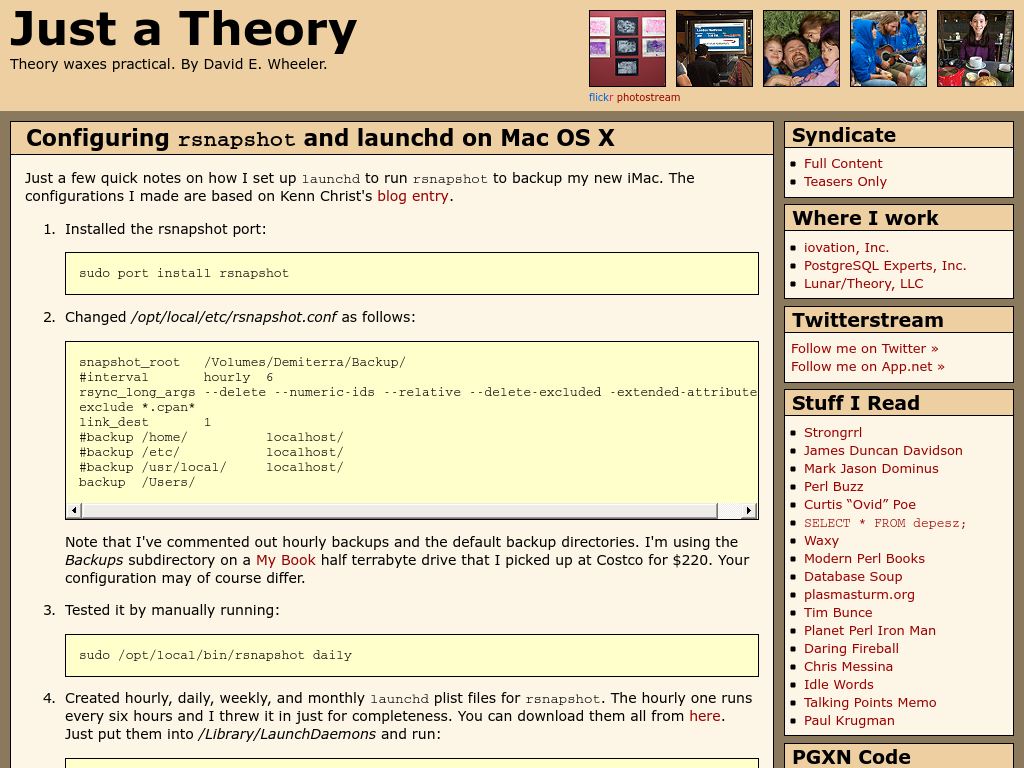 Just a Theory
Theory waxes practical. By David E. Wheeler.
flickr photostream
Configuring rsnapshot and launchd on Mac OS X
Just a few quick notes on how I set up launchd to run rsnapshot to backup my new iMac. The
configurations I made are based on Kenn Christ's blog entry.
1. Installed the rsnapshot port:
sudo port install rsnapshot
2. Changed /opt/local/etc/rsnapshot.conf as follows:
snapshot_root   /Volumes/Demiterra/Backup/
#interval       hourly  6
rsync_long_args --delete --numeric-ids --relative --delete-excluded -extended-attribute
exclude *.cpan*
link_dest       1
#backup /home/          localhost/
#backup /etc/           localhost/
#backup /usr/local/     localhost/
backup  /Users/
Note that I've commented out hourly backups and the default backup directories. I'm using the
Backups subdirectory on a My Book half terrabyte drive that I picked up at Costco for $220. Your
configuration may of course differ.
3. Tested it by manually running:
sudo /opt/local/bin/rsnapshot daily
4. Created hourly, daily, weekly, and monthly launchd plist files for rsnapshot. The hourly one runs
every six hours and I threw it in just for completeness. You can download them all from here.
Just put them into /Library/LaunchDaemons and run:
Syndicate
Full Content
Teasers Only
Where I work
iovation, Inc.
PostgreSQL Experts, Inc.
Lunar/Theory, LLC
Twitterstream
Follow me on Twitter »
Follow me on App.net »
Stuff I Read
Strongrrl
James Duncan Davidson
Mark Jason Dominus
Perl Buzz
Curtis “Ovid” Poe
SELECT * FROM depesz;
Waxy
Modern Perl Books
Database Soup
plasmasturm.org
Tim Bunce
Planet Perl Iron Man
Daring Fireball
Chris Messina
Idle Words
Talking Points Memo
Paul Krugman
PGXN Code